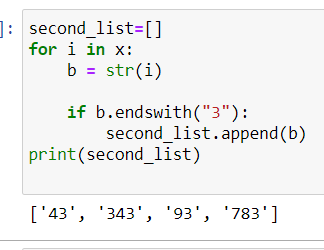 ]: second_list=[]
for i in x:
    b = str(i)

    if b.endswith("3"):
        second_list.append(b)
print(second_list)

['43', '343', '93', '783']